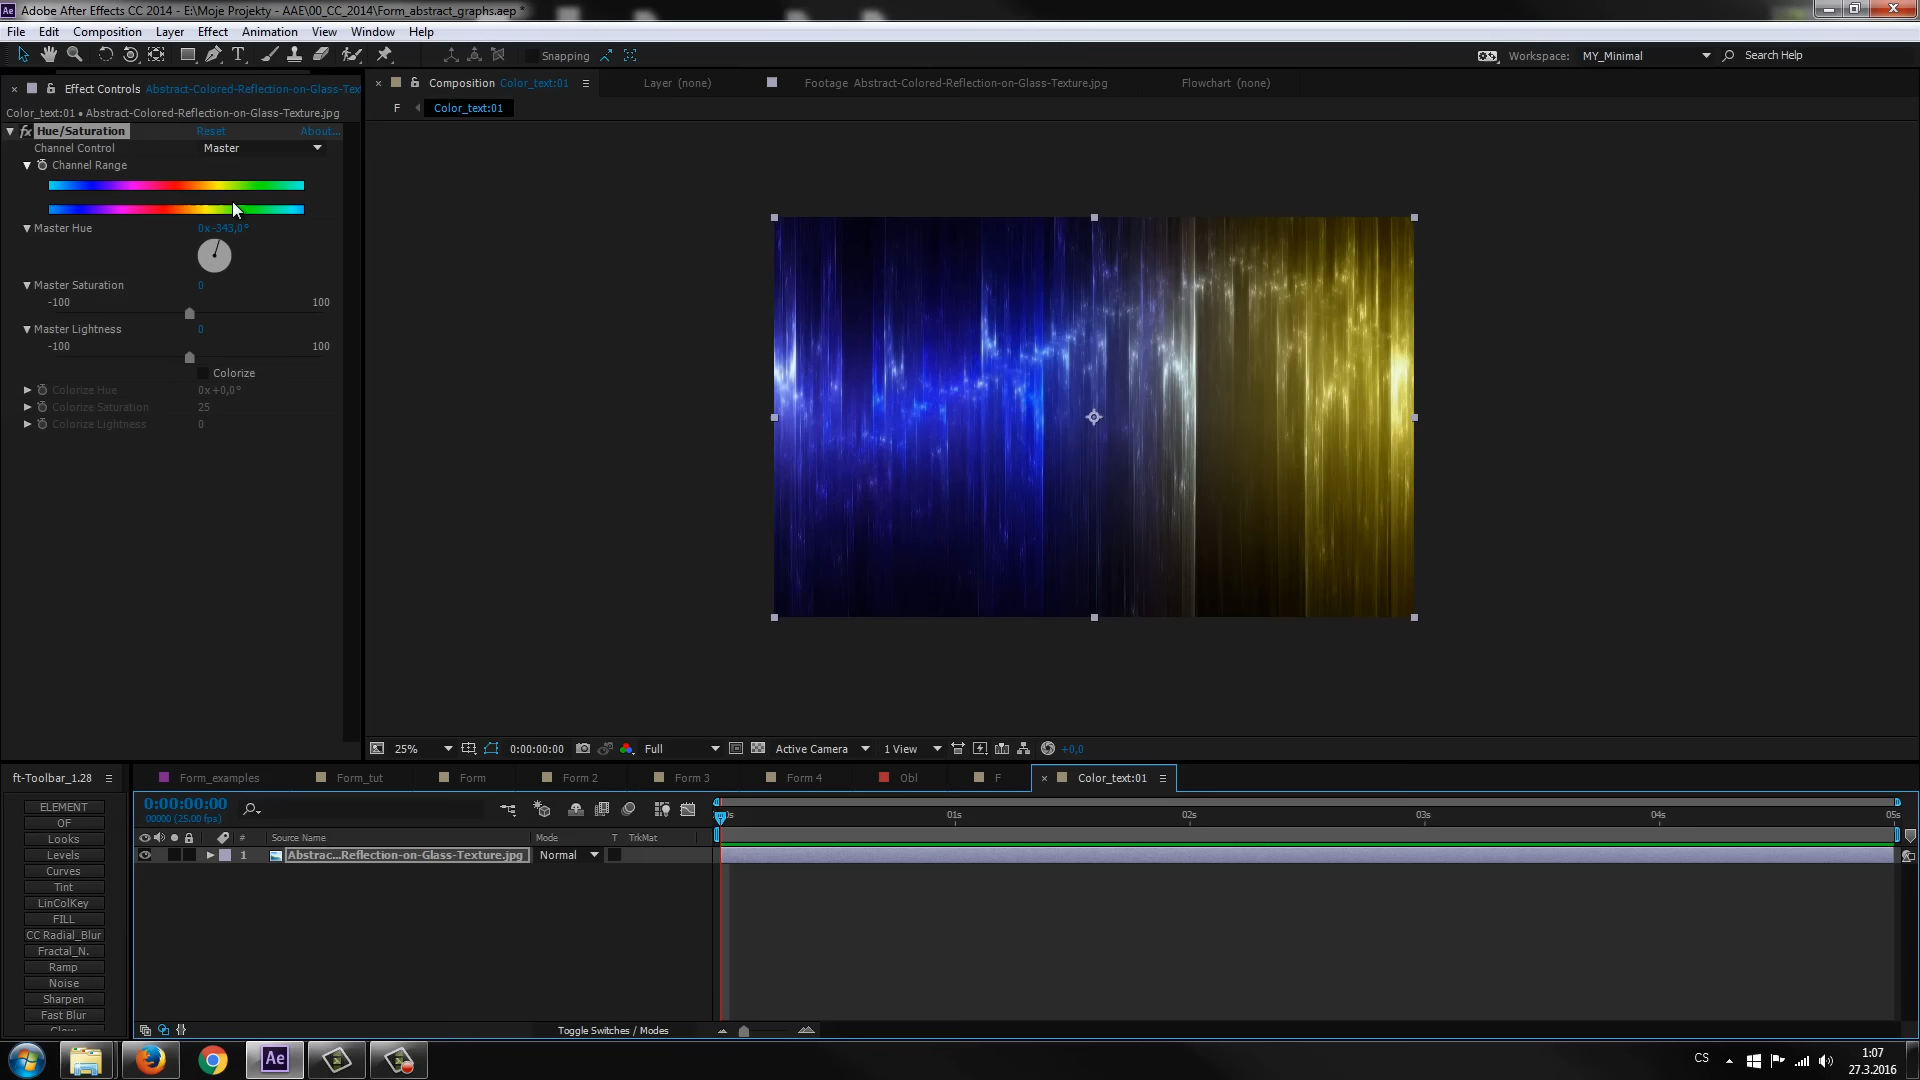 Ae Adobe After Effects CC 2014 - E:\Moje Projekty - AAE\00_CC_2014\Form_abstract_graphs.aep *
File Edit Composition Layer Effect Animation View Window Help
T Snapping Workspace: MY_Minimal Search Help
Effect Controls Abstract-Colored-Reflection-on-Glass-Tex
Composition Color_text:01 Layer (none) Footage Abstract-Colored-Reflection-on-Glass-Texture.jpg Flowchart (none)
Color_text:01 • Abstract-Colored-Reflection-on-Glass-Texture.jpg
F Color_text:01
fx Hue/Saturation Reset About...
Channel Control Master
Channel Range
Master Hue 0x-343,0°
Master Saturation 0
-100 100
Master Lightness 0
-100 100
Colorize
Colorize Hue 0x+0,0°
Colorize Saturation 25
Colorize Lightness 0
25% 0:00:00:00 Full Active Camera 1 View +0,0
ft-Toolbar_1.28 Form_examples Form_tut Form Form 2 Form 3 Form 4 Obl F Color_text:01
0:00:00:00
00000 (25.00 fps)
01s 02s 03s 04s 05s
# Source Name Mode T TrkMat
1 Abstrac...Reflection-on-Glass-Texture.jpg Normal
ELEMENT
OF
Looks
Levels
Curves
Tint
LinColKey
FILL
CC Radial_Blur
Fractal_N.
Ramp
Noise
Sharpen
Fast Blur
Glow
Toggle Switches / Modes
Ae CS 1:07
27.3.2016